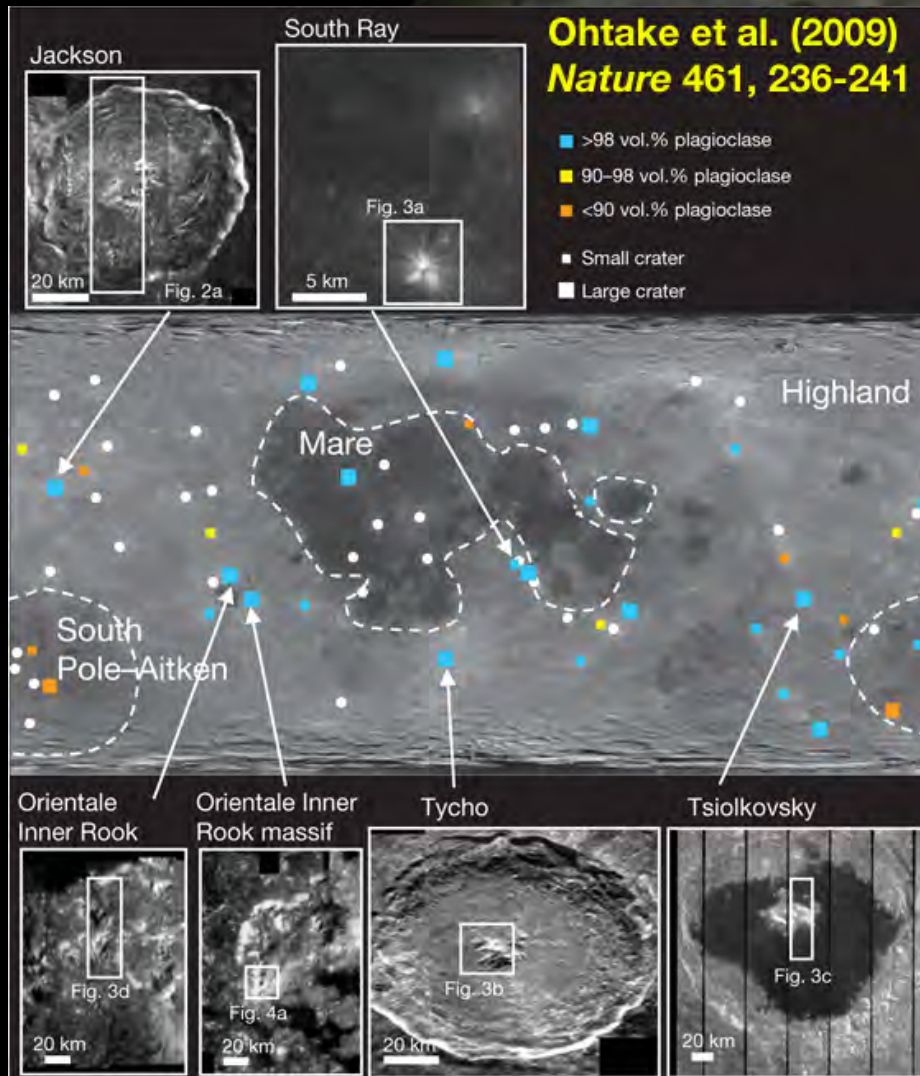 Jackson
South Ray
Ohtake et al. (2009)
Nature 461, 236-241
>98 vol.% plagioclase
90–98 vol.% plagioclase
<90 vol.% plagioclase
Small crater
Large crater
Fig. 3a
20 km
Fig. 2a
5 km
Highland
Mare
South
Pole–Aitken
Orientale
Inner Rook
Orientale Inner
Rook massif
Tycho
Tsiolkovsky
Fig. 3d
Fig. 4a
Fig. 3b
Fig. 3c
20 km
20 km
20 km
20 km